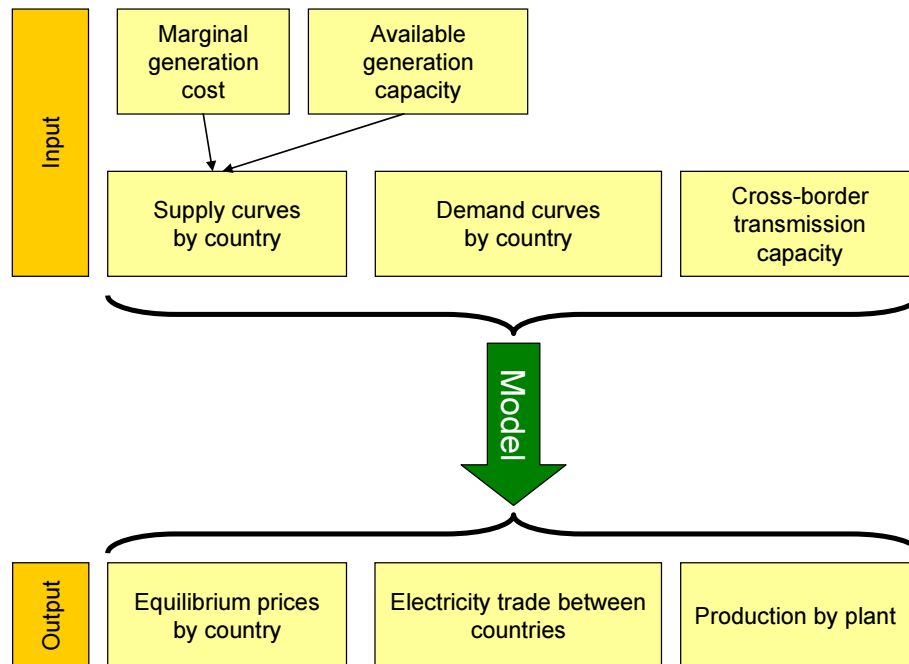 Input
Marginal
generation
cost
Available
generation
capacity
Supply curves
by country
Demand curves
by country
Cross-border
transmission
capacity
Model
Output
Equilibrium prices
by country
Electricity trade between
countries
Production by plant